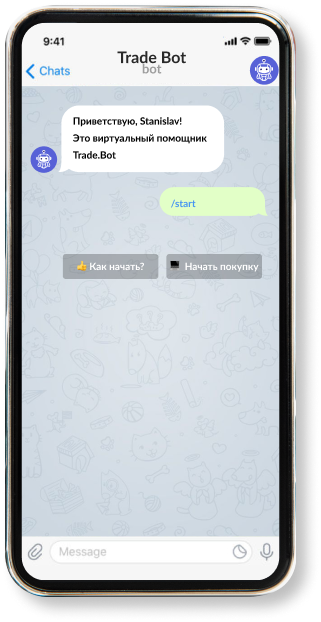 9:41
Trade Bot
Chats
bot
Приветствую, Stanislav!
Это виртуальный помощник
Trade.Bot
/start
Как начать?
Начать покупку
Message